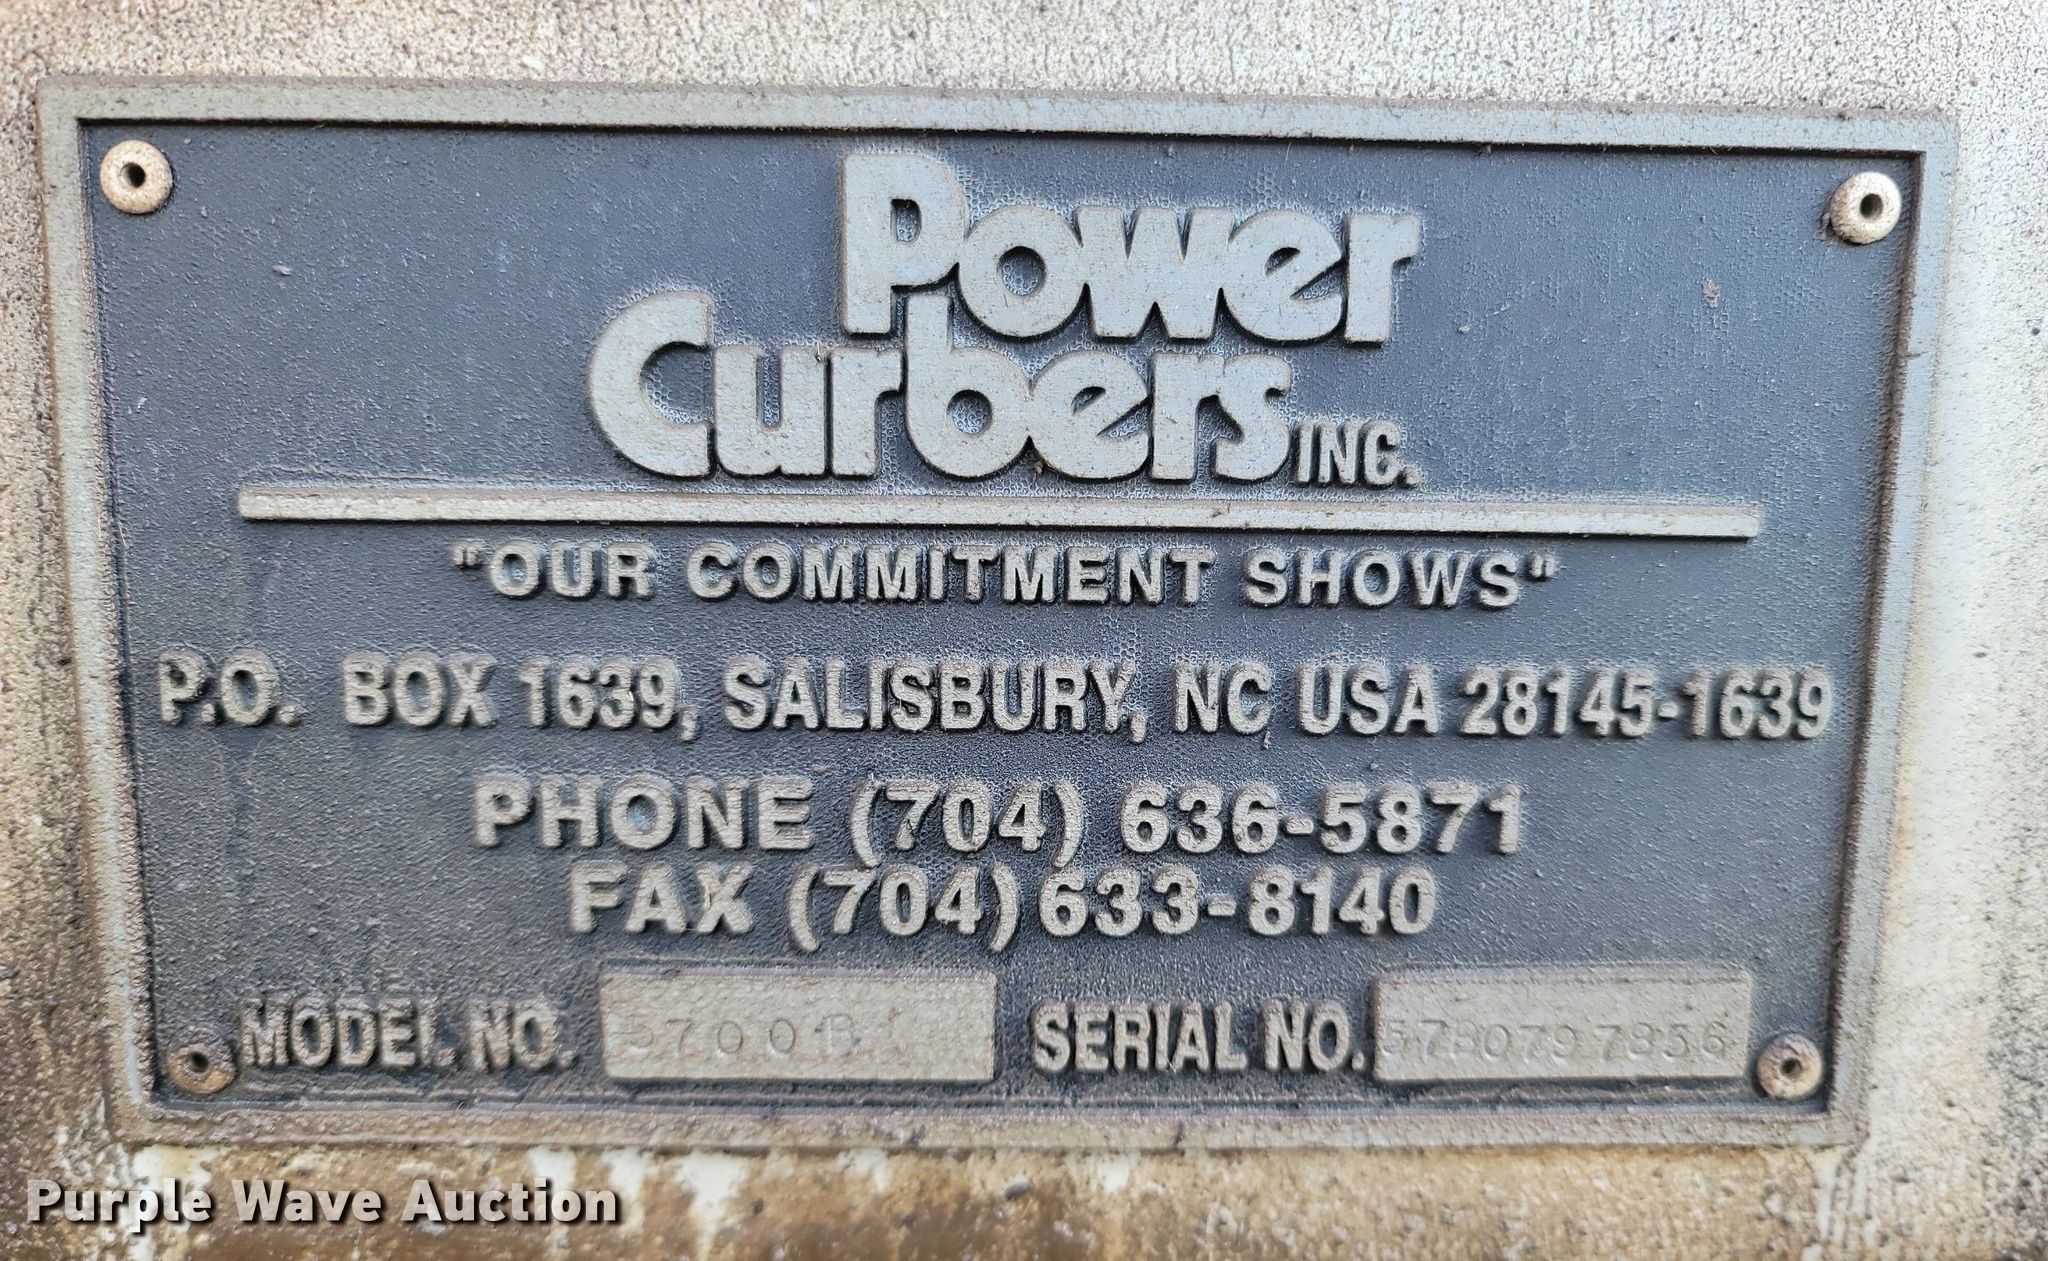 Power
Curbers INC.
"OUR COMMITMENT SHOWS"
P.O. BOX 1639, SALISBURY, NC USA 28145-1639
PHONE (704) 636-5871
FAX (704) 633-8140
MODEL NO. 5700B SERIAL NO.
Purple Wave Auction